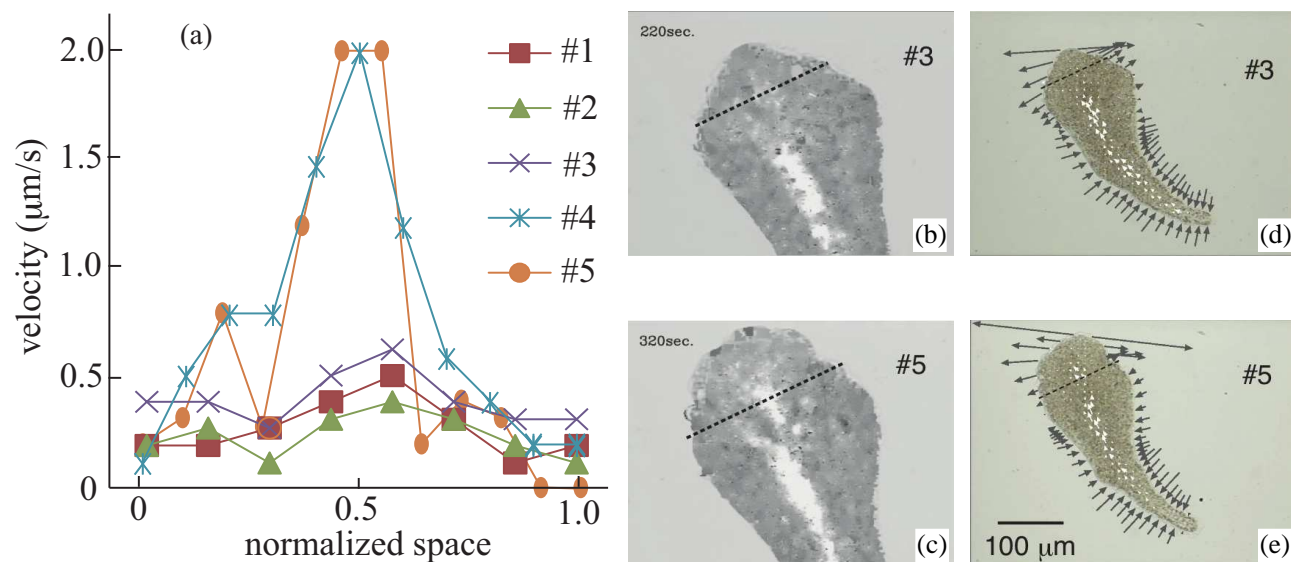 (a)
2.0
1.5
1.0
0.5
0
velocity (μm/s)
0
0.5
1.0
normalized space
#1
#2
#3
#4
#5
220sec.
#3
(b)
320sec.
#5
(c)
#3
(d)
#5
100 μm
(e)